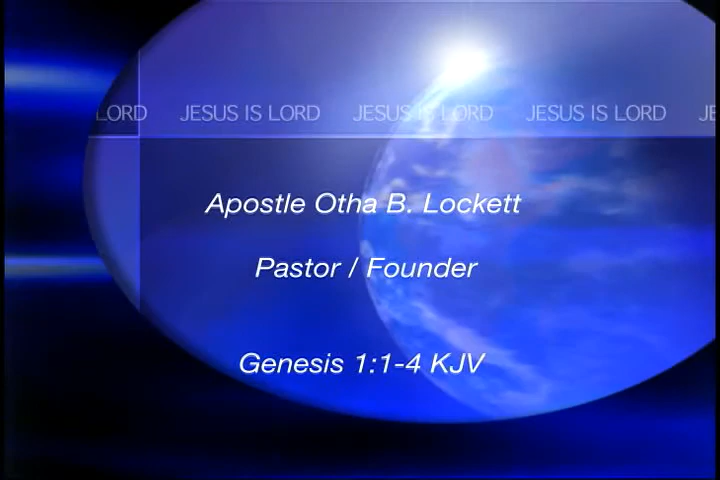 LORD JESUS IS LORD JESUS IS LORD JESUS IS LORD JE
Apostle Otha B. Lockett
Pastor / Founder
Genesis 1:1-4 KJV